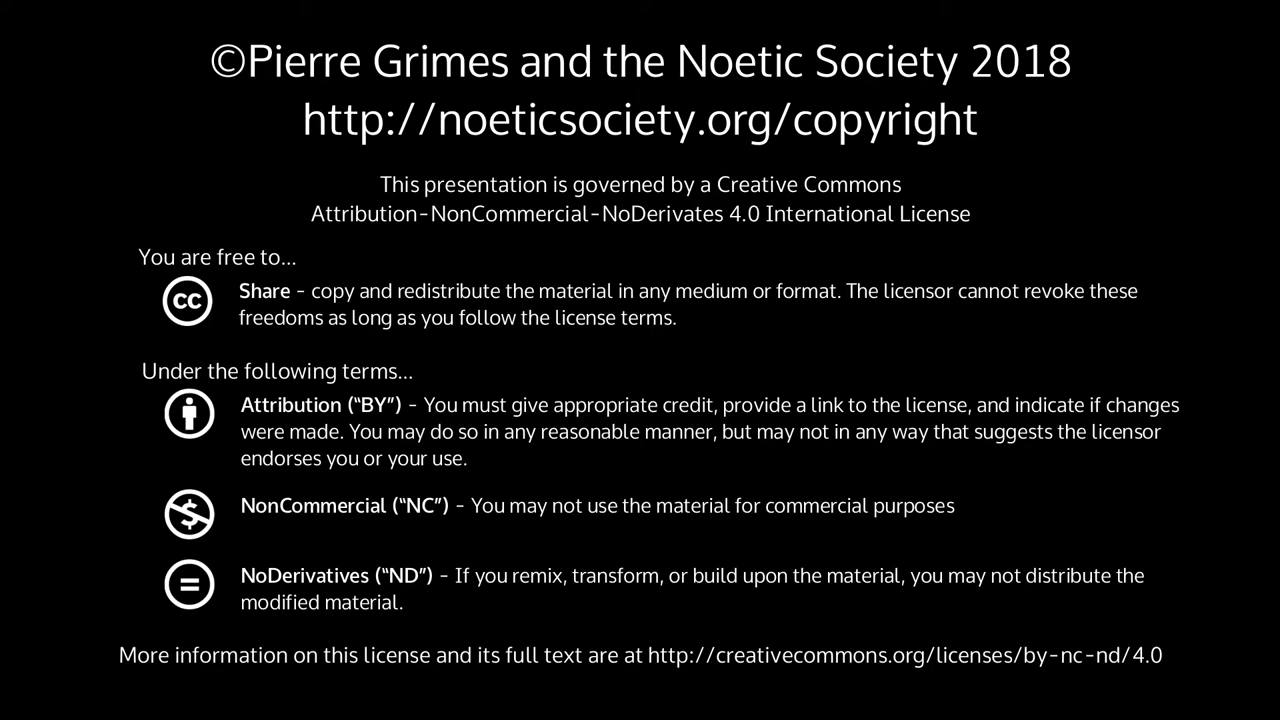 ©Pierre Grimes and the Noetic Society 2018
http://noeticsociety.org/copyright
This presentation is governed by a Creative Commons
Attribution-NonCommercial-NoDerivates 4.0 International License
You are free to...
cc
Share - copy and redistribute the material in any medium or format. The licensor cannot revoke these
freedoms as long as you follow the license terms.
Under the following terms...
Attribution (“BY”) - You must give appropriate credit, provide a link to the license, and indicate if changes
were made. You may do so in any reasonable manner, but may not in any way that suggests the licensor
endorses you or your use.
$
NonCommercial (“NC”) - You may not use the material for commercial purposes
=
NoDerivatives (“ND”) - If you remix, transform, or build upon the material, you may not distribute the
modified material.
More information on this license and its full text are at http://creativecommons.org/licenses/by-nc-nd/4.0